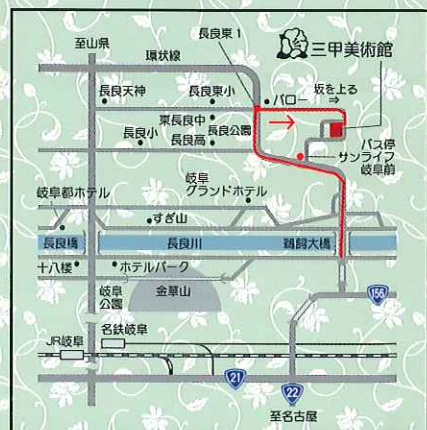 至山県
環状線
長良東1
三甲美術館
坂を上る
⇒
バロー
長良天神
長良東小
東長良中
長良小
長良公園
長良高
→
バス停
サンライフ
岐阜前
岐阜都ホテル
岐阜
グランドホテル
すぎ山
長良橋
長良川
鵜飼大橋
十八楼
ホテルパーク
岐阜
公園
金華山
156
名鉄岐阜
JR岐阜
21
22
至名古屋